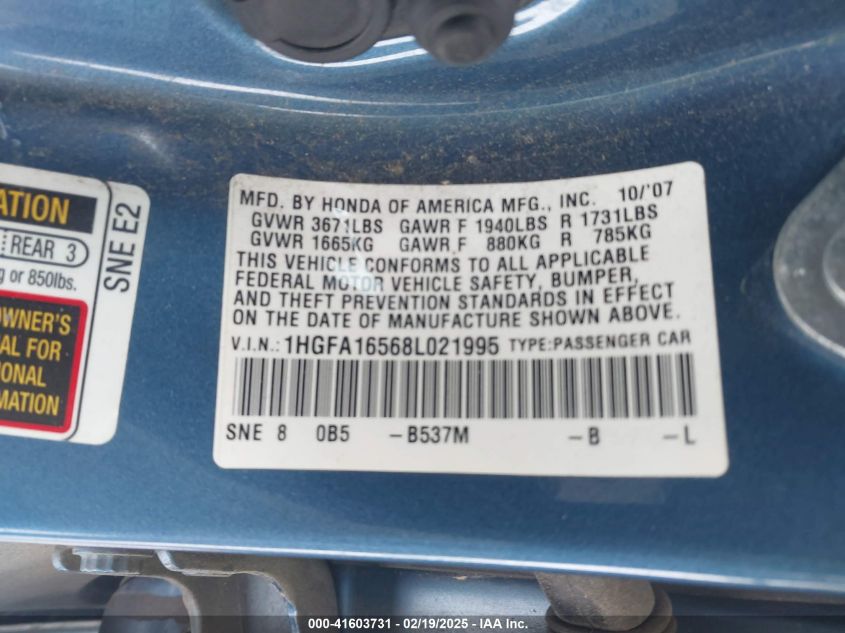 ATION
REAR 3
g or 850lbs.
SNE E2
OWNER'S
AL FOR
IONAL
MATION
MFD. BY HONDA OF AMERICA MFG., INC. 10/'07
GVWR 3671LBS GAWR F 1940LBS R 1731LBS
GVWR 1665KG GAWR F 880KG R 785KG
THIS VEHICLE CONFORMS TO ALL APPLICABLE
FEDERAL MOTOR VEHICLE SAFETY, BUMPER,
AND THEFT PREVENTION STANDARDS IN EFFECT
ON THE DATE OF MANUFACTURE SHOWN ABOVE.
V.I.N.: 1HGFA16568L021995 TYPE:PASSENGER CAR
SNE 8 0B5 -B537M -B -L
000-41603731 - 02/19/2025 - IAA Inc.